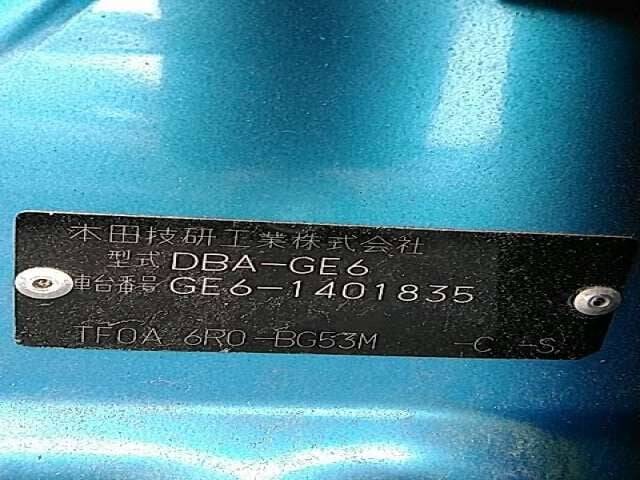 本田技研工業株式会社
型式 DBA-GE6
車台番号 GE6-1401835
TF0A 6R0-BG53M -C -S